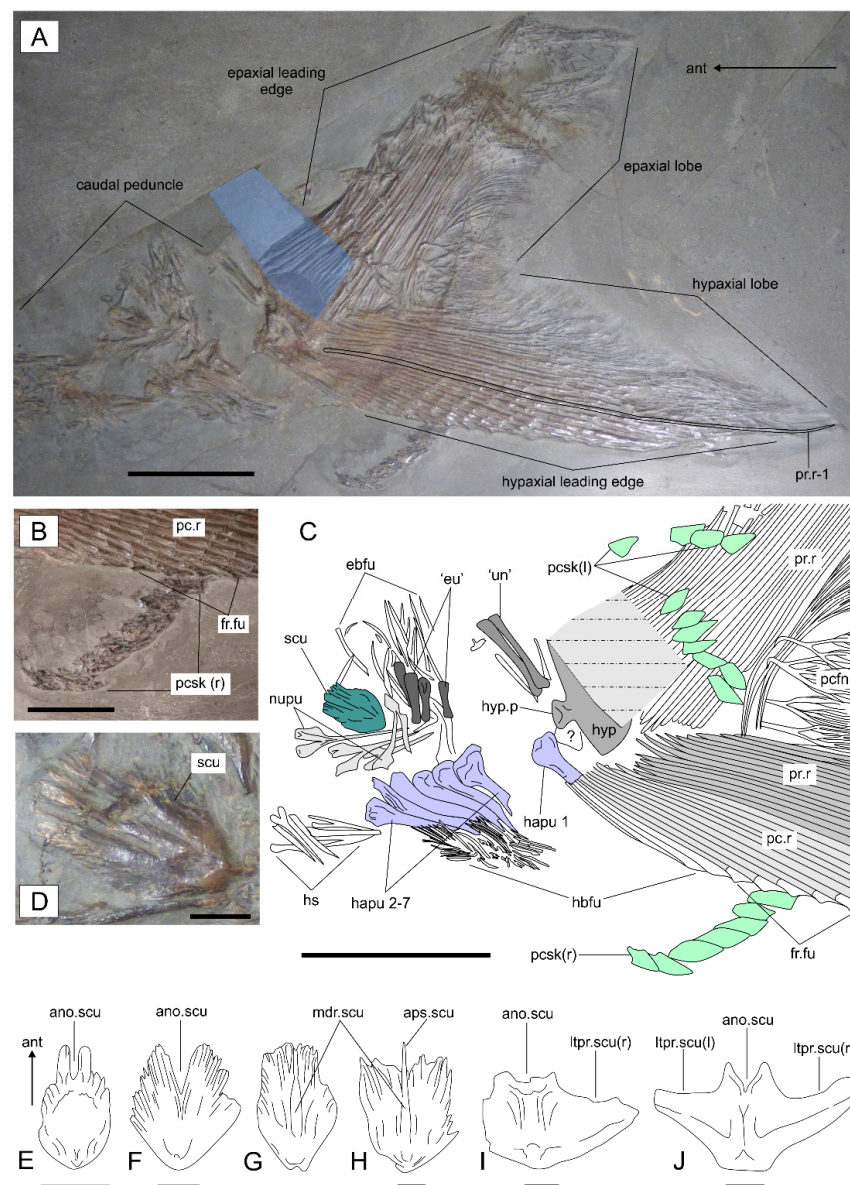 A
epaxial leading
edge
ant
caudal peduncle
epaxial lobe
hypaxial lobe
hypaxial leading edge
pr.r-1
B
pc.r
fr.fu
pcsk (r)
C
ebfu
'eu'
'un'
pcsk(l)
pr.r
scu
nupu
hyp.p
hyp
?
pcfn
hapu 1
pr.r
pc.r
hs
hapu 2-7
hbfu
fr.fu
pcsk(r)
D
scu
ano.scu
ano.scu
mdr.scu
aps.scu
ano.scu
ltpr.scu(r)
ltpr.scu(l)
ano.scu
ltpr.scu(r
ant
E
F
G
H
I
J